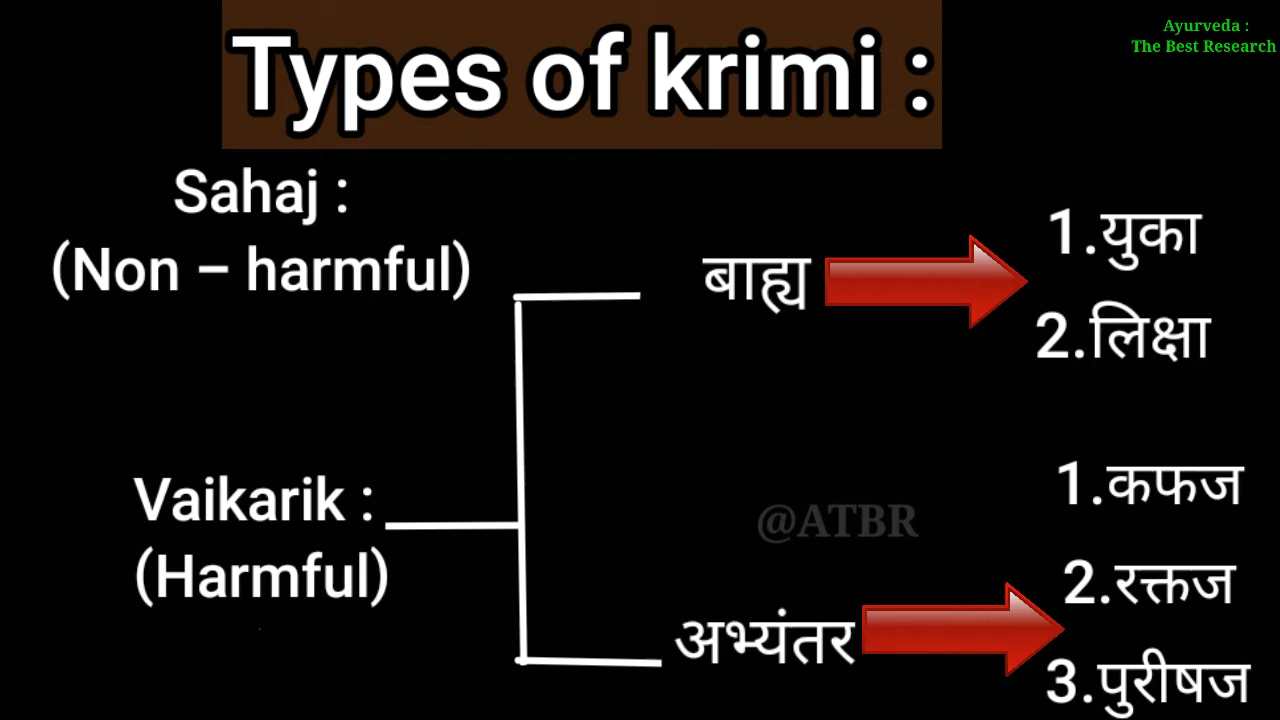 Types of krimi :
Ayurveda :
The Best Research
Sahaj :
(Non – harmful)
बाह्य
1.युका
2.लिक्षा
Vaikarik :
(Harmful)
@ATBR
अभ्यंतर
1.कफज
2.रक्तज
3.पुरीषज